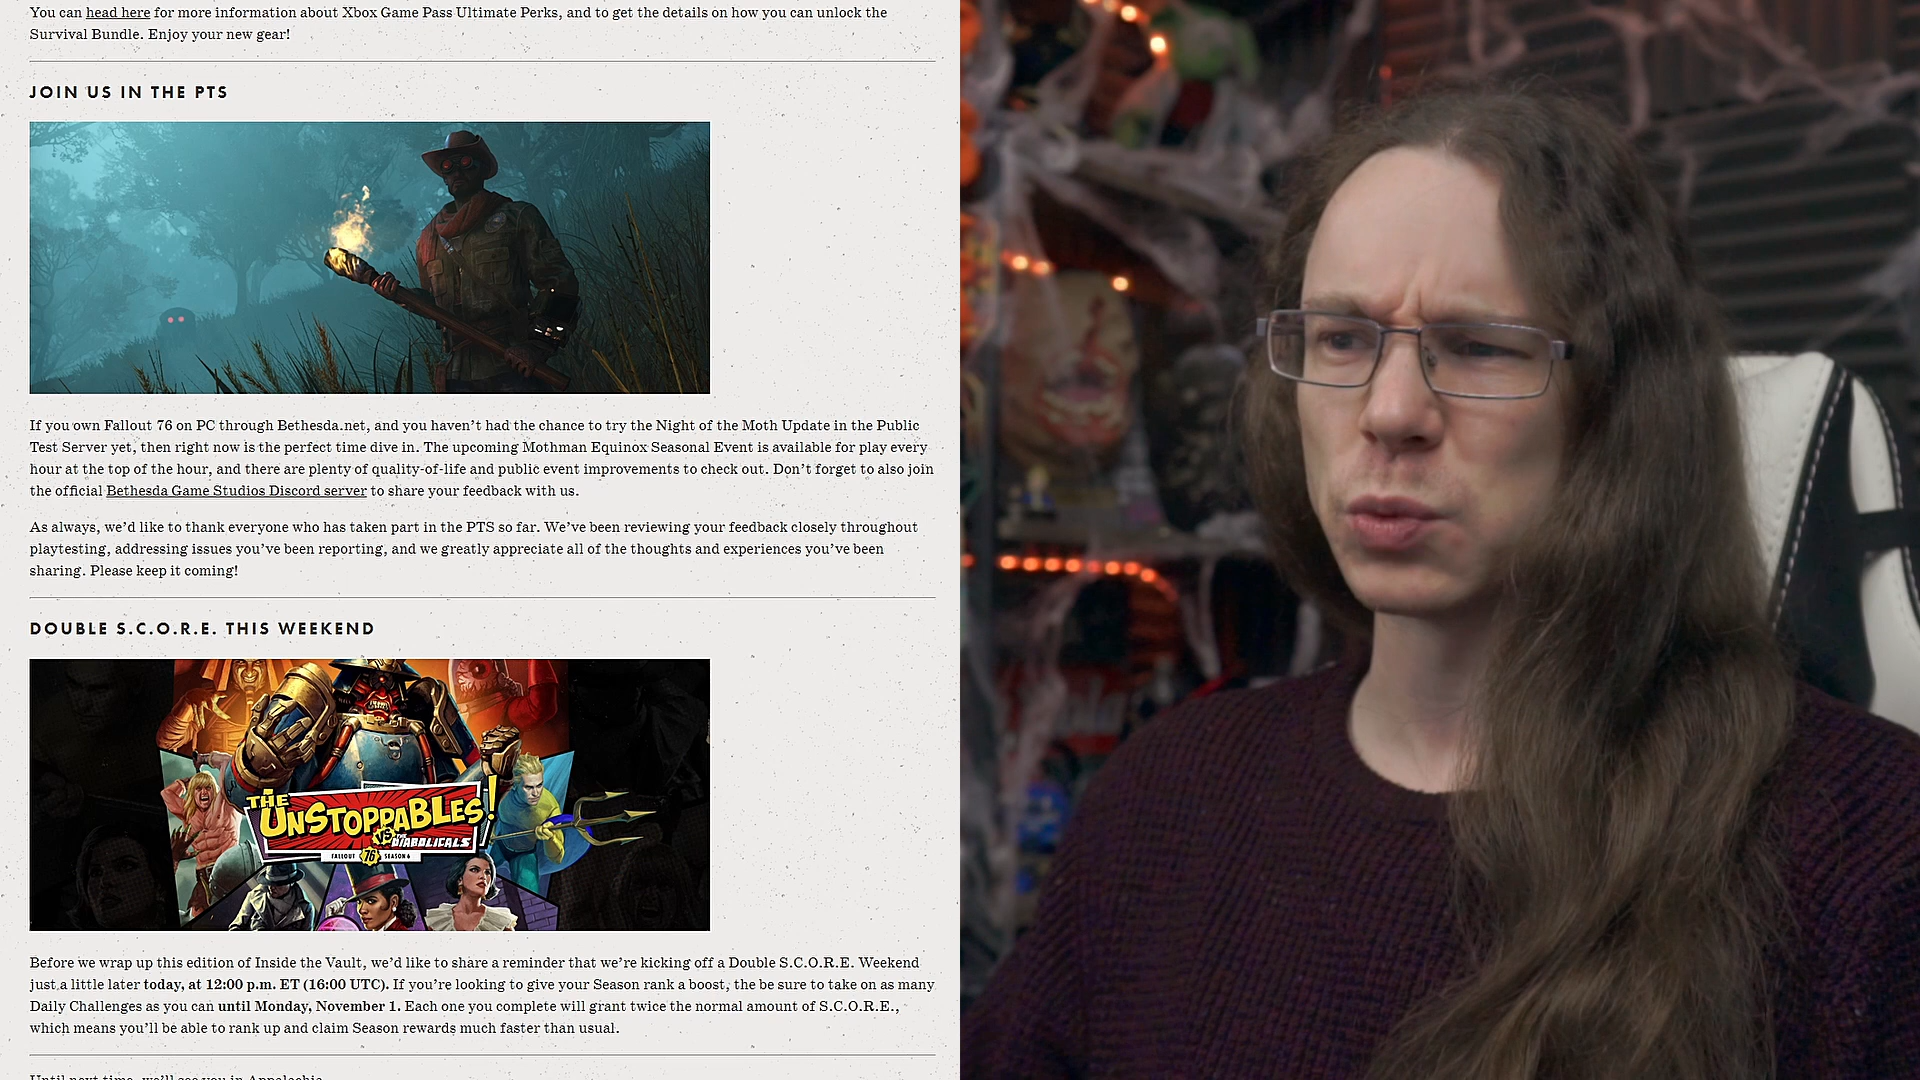 You can head here for more information about Xbox Game Pass Ultimate Perks, and to get the details on how you can unlock the
Survival Bundle. Enjoy your new gear!
JOIN US IN THE PTS
If you own Fallout 76 on PC through Bethesda.net, and you haven't had the chance to try the Night of the Moth Update in the Public
Test Server yet, then right now is the perfect time dive in. The upcoming Mothman Equinox Seasonal Event is available for play every
hour at the top of the hour, and there are plenty of quality-of-life and public event improvements to check out. Don't forget to also join
the official Bethesda Game Studios Discord server to share your feedback with us.
As always, we'd like to thank everyone who has taken part in the PTS so far. We've been reviewing your feedback closely throughout
playtesting, addressing issues you've been reporting, and we greatly appreciate all of the thoughts and experiences you've been
sharing. Please keep it coming!
DOUBLE S.C.O.R.E. THIS WEEKEND
THE
UNSTOPPABLES!
VS THE
DIABOLICALS
FALLOUT 76 SEASON 6
Before we wrap up this edition of Inside the Vault, we'd like to share a reminder that we're kicking off a Double S.C.O.R.E. Weekend
just a little later today, at 12:00 p.m. ET (16:00 UTC). If you're looking to give your Season rank a boost, the be sure to take on as many
Daily Challenges as you can until Monday, November 1. Each one you complete will grant twice the normal amount of S.C.O.R.E.,
which means you'll be able to rank up and claim Season rewards much faster than usual.
Until next time, we'll see you in Appalachia.